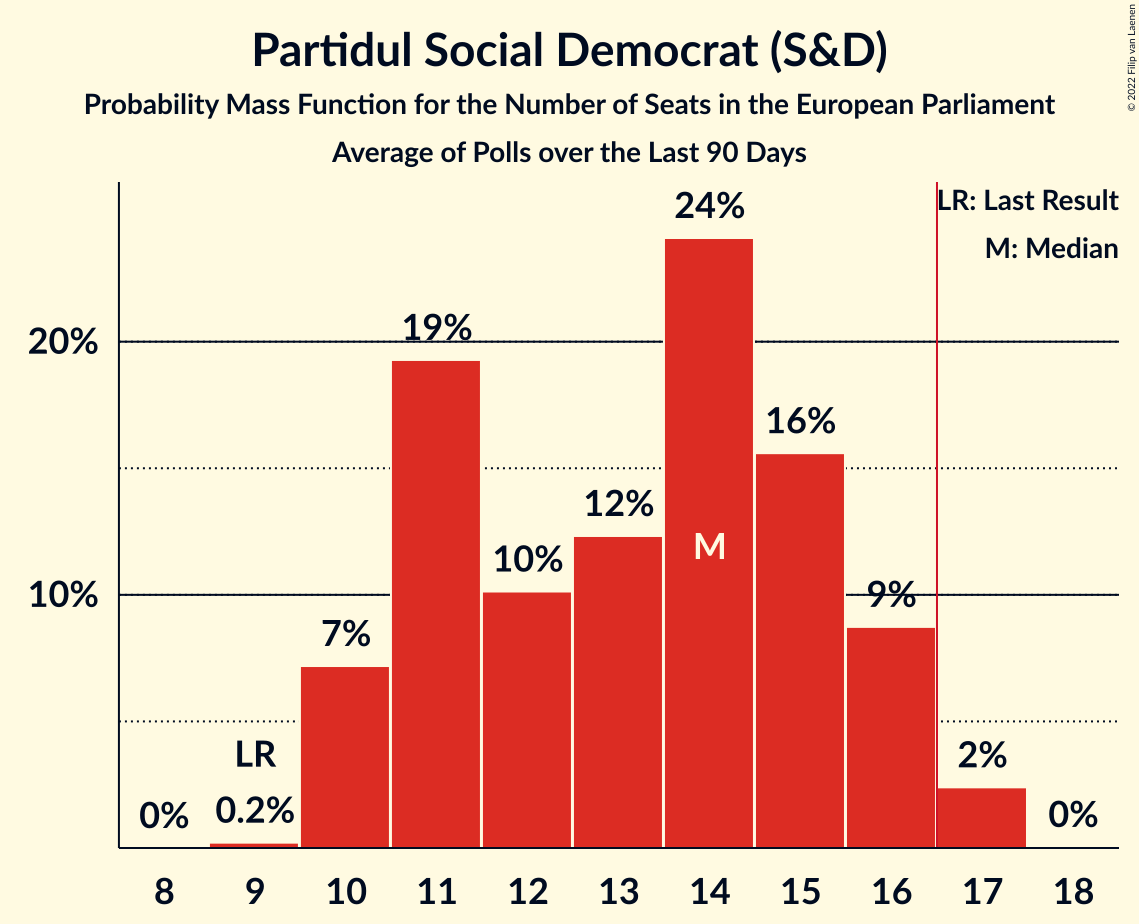 Partidul Social Democrat (S&D)
Probability Mass Function for the Number of Seats in the European Parliament
Average of Polls over the Last 90 Days
© 2022 Filip van Laenen
LR: Last Result
M: Median
20%
10%
0%
LR
0.2%
7%
19%
10%
12%
24%
M
16%
9%
2%
0%
8 9 10 11 12 13 14 15 16 17 18